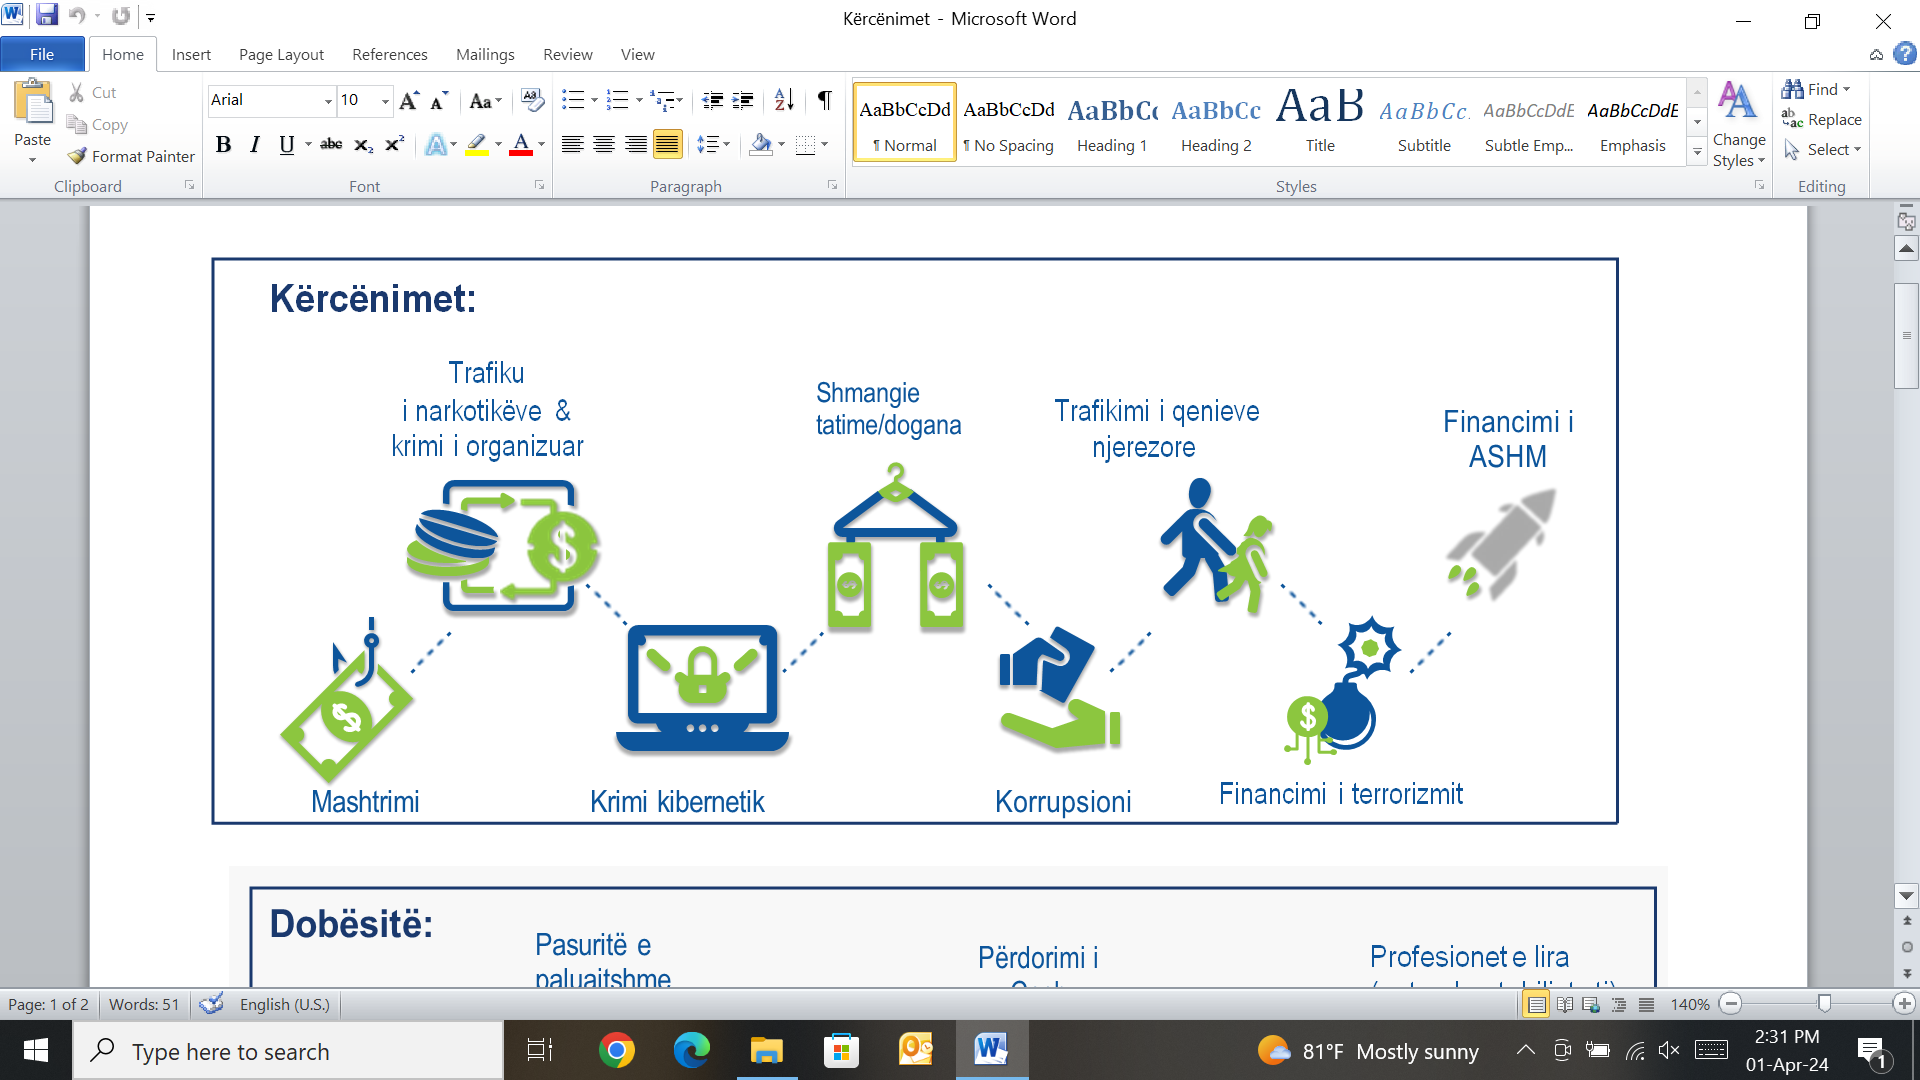 Kërcënimet - Microsoft Word
File Home Insert Page Layout References Mailings Review View
Cut
Copy
Format Painter
Paste
Clipboard
Arial 10
Font
Paragraph
AaBbCcDd AaBbCcDd AaBbCc AaBbCc AaB AaBbCc. AaBbCcDdE AaBbCcDdE
¶ Normal ¶ No Spacing Heading 1 Heading 2 Title Subtitle Subtle Emp... Emphasis
Styles
Change
Styles
Find
Replace
Select
Editing
Kërcënimet:
Trafiku
i narkotikëve &
krimi i organizuar
Shmangie
tatime/dogana
Trafikimi i qenieve
njerezore
Financimi i
ASHM
Mashtrimi
Krimi kibernetik
Korrupsioni
Financimi i terrorizmit
Dobësitë:
Pasuritë e
paluajtshme
Përdorimi i
Profesionet e lira
Page: 1 of 2 Words: 51 English (U.S.) 140%
Type here to search
81°F Mostly sunny
2:31 PM
01-Apr-24
1